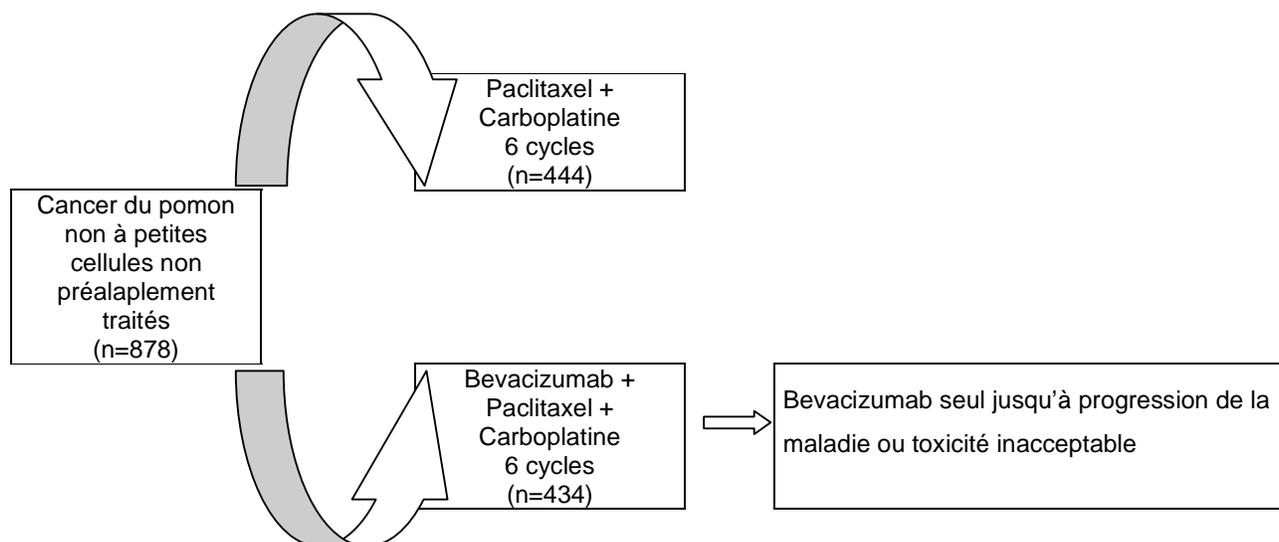 Paclitaxel +
Carboplatine
6 cycles
(n=444)
Cancer du pomon
non à petites
cellules non
préalaplement
traités
(n=878)
Bevacizumab +
Paclitaxel +
Carboplatine
6 cycles
(n=434)
Bevacizumab seul jusqu’à progression de la
maladie ou toxicité inacceptable